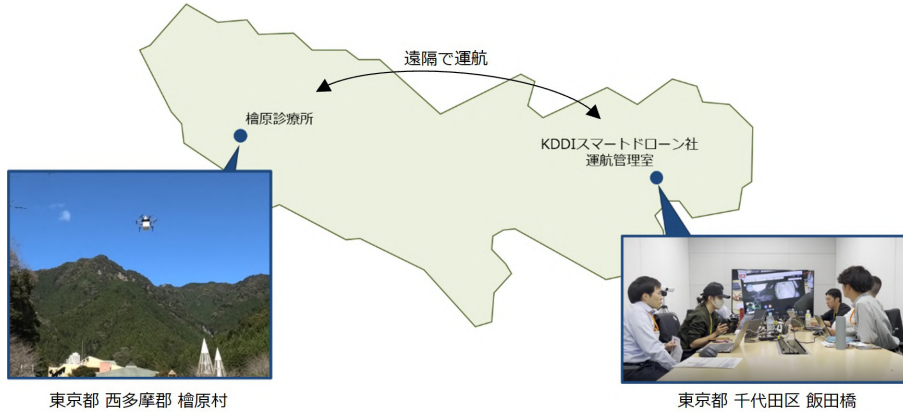 遠隔で運航
檜原診療所
KDDIスマートドローン社
運航管理室
東京都 西多摩郡 檜原村
東京都 千代田区 飯田橋